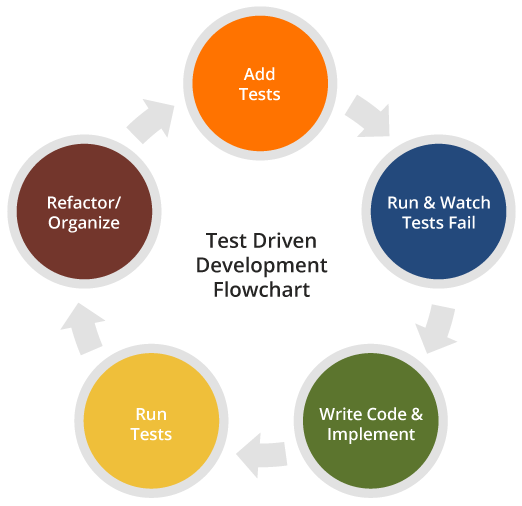 Add
Tests
Run & Watch
Tests Fail
Write Code &
Implement
Run
Tests
Refactor/
Organize
Test Driven
Development
Flowchart